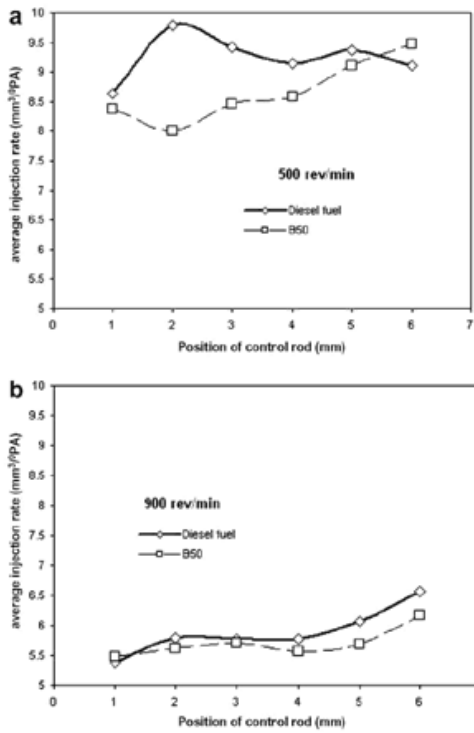 a
10
9.5
9
8.5
8
7.5
7
6.5
6
5.5
5
average injection rate (mm³/⁰PA)
500 rev/min
Diesel fuel
B50
0 1 2 3 4 5 6 7
Position of control rod (mm)
b
10
9.5
9
8.5
8
7.5
7
6.5
6
5.5
5
average injection rate (mm³/⁰PA)
900 rev/min
Diesel fuel
B50
0 1 2 3 4 5 6
Position of control rod (mm)